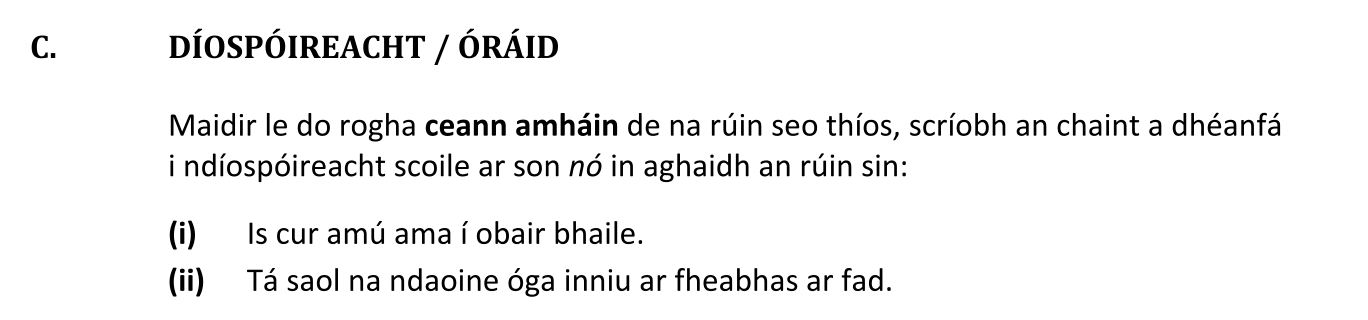 C. DÍOSPÓIREACHT / ÓRÁID
Maidir le do rogha ceann amháin de na rúin seo thíos, scríobh an chaint a dhéanfá
i ndíospóireacht scoile ar son nó in aghaidh an rúin sin:
(i) Is cur amú ama í obair bhaile.
(ii) Tá saol na ndaoine óga inniu ar fheabhas ar fad.